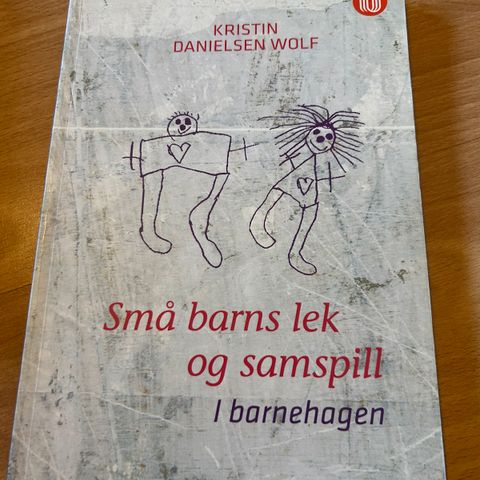 KRISTIN
DANIELSEN WOLF
Små barns lek
og samspill
I barnehagen